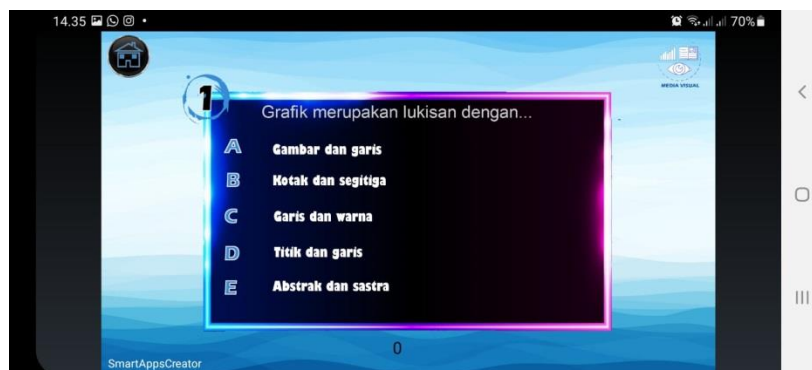 14.35
70%
MEDIA VISUAL
1
Grafik merupakan lukisan dengan...
A Gambar dan garis
B Kotak dan segitiga
C Garis dan warna
D Titik dan garis
E Abstrak dan sastra
0
SmartAppsCreator